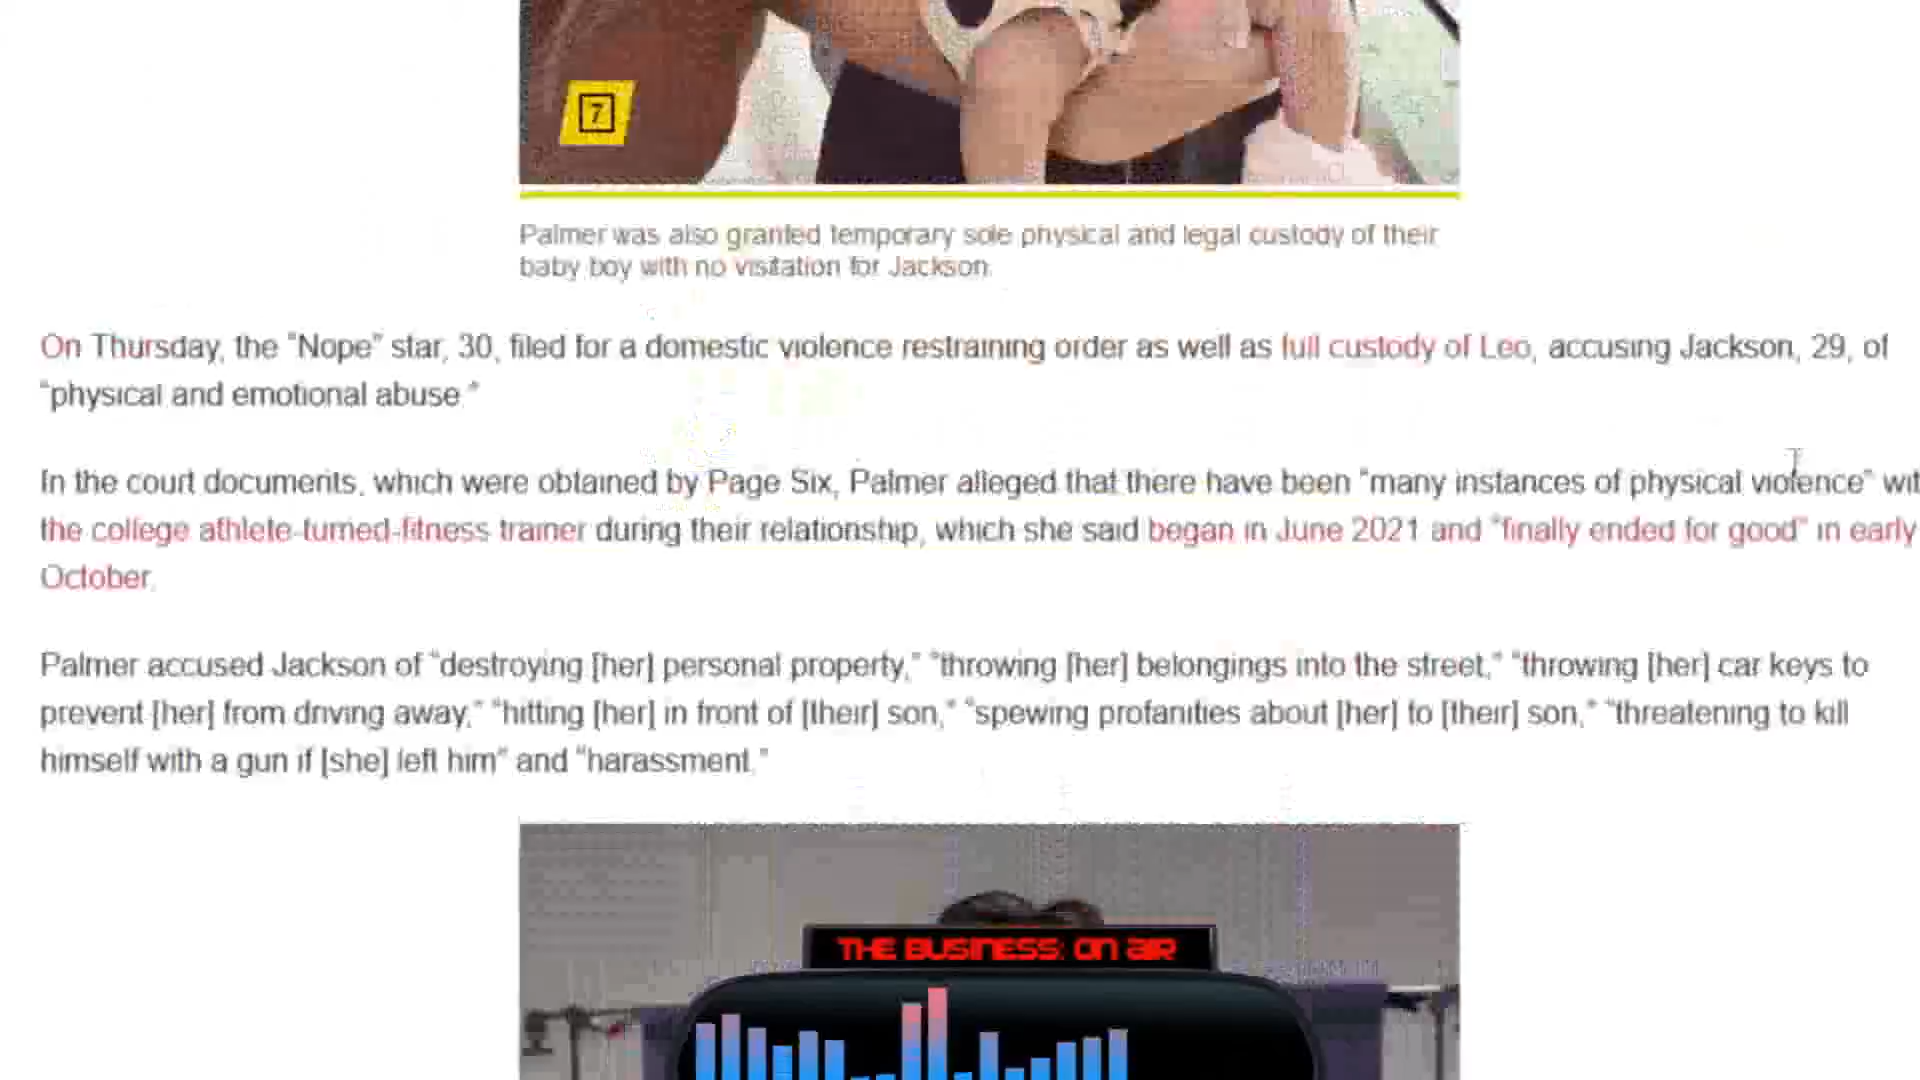 7
Palmer was also granted temporary sole physical and legal custody of their
baby boy with no visitation for Jackson.
On Thursday, the “Nope” star, 30, filed for a domestic violence restraining order as well as full custody of Leo, accusing Jackson, 29, of
“physical and emotional abuse.”
In the court documents, which were obtained by Page Six, Palmer alleged that there have been “many instances of physical violence” wit
the college athlete-turned-fitness trainer during their relationship, which she said began in June 2021 and “finally ended for good” in early
October.
Palmer accused Jackson of “destroying [her] personal property,” “throwing [her] belongings into the street,” “throwing [her] car keys to
prevent [her] from driving away,” “hitting [her] in front of [their] son,” “spewing profanities about [her] to [their] son,” “threatening to kill
himself with a gun if [she] left him” and “harassment.”
THE BUSINESS: ON AIR